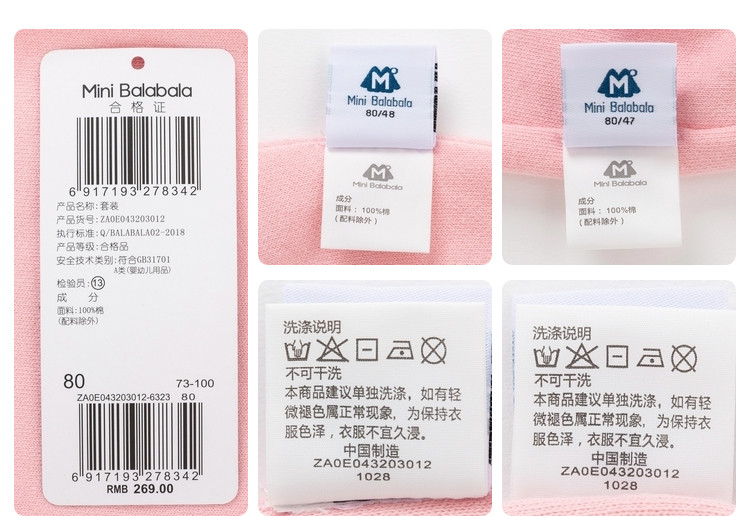 Mini Balabala
合格证
6 917193 278342
产品名称:套装
产品货号:ZA0E043203012
执行标准:Q/BALABALA02-2018
产品等级:合格品
安全技术类别:符合GB31701
A类(婴幼儿用品)
检验员:13
成 分
面料:100%棉
(配料除外)
80 73-100
ZA0E043203012-6323 80
6 917193 278342
RMB 269.00
Mini Balabala
80/48
Mini Balabala
成分
面料: 100%棉
(配料除外)
Mini Balabala
80/47
Mini Balabala
成分
面料: 100%棉
(配料除外)
洗涤说明
不可干洗
本商品建议单独洗涤, 如有轻
微褪色属正常现象, 为保持衣
服色泽, 衣服不宜久浸。
中国制造
ZA0E043203012
1028
洗涤说明
不可干洗
本商品建议单独洗涤, 如有轻
微褪色属正常现象, 为保持衣
服色泽, 衣服不宜久浸。
中国制造
ZA0E043203012
1028